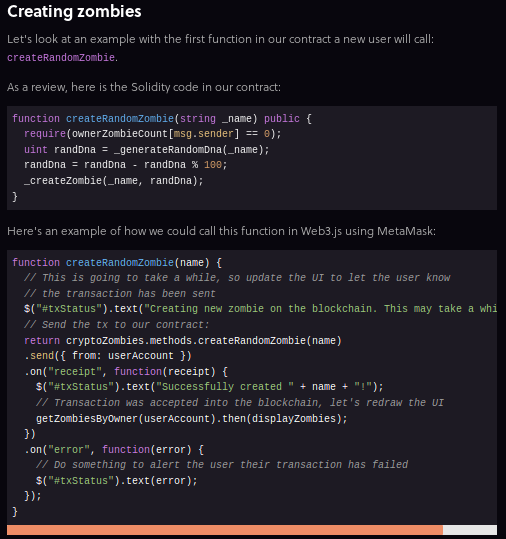 Creating zombies
Let's look at an example with the first function in our contract a new user will call:
createRandomZombie.
As a review, here is the Solidity code in our contract:
function createRandomZombie(string _name) public {
  require(ownerZombieCount[msg.sender] == 0);
  uint randDna = _generateRandomDna(_name);
  randDna = randDna - randDna % 100;
  _createZombie(_name, randDna);
}
Here's an example of how we could call this function in Web3.js using MetaMask:
function createRandomZombie(name) {
  // This is going to take a while, so update the UI to let the user know
  // the transaction has been sent
  $("#txStatus").text("Creating new zombie on the blockchain. This may take a whi
  // Send the tx to our contract:
  return cryptoZombies.methods.createRandomZombie(name)
  .send({ from: userAccount })
  .on("receipt", function(receipt) {
    $("#txStatus").text("Successfully created " + name + "!");
    // Transaction was accepted into the blockchain, let's redraw the UI
    getZombiesByOwner(userAccount).then(displayZombies);
  })
  .on("error", function(error) {
    // Do something to alert the user their transaction has failed
    $("#txStatus").text(error);
  });
}